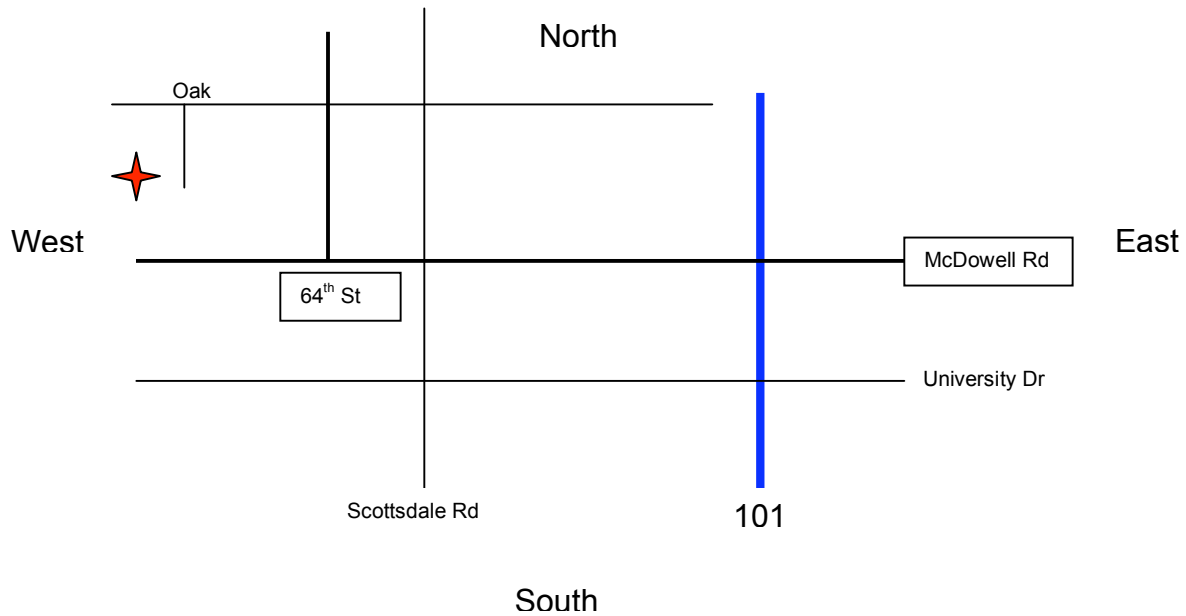 North
Oak
West
East
McDowell Rd
64th St
University Dr
Scottsdale Rd
101
South